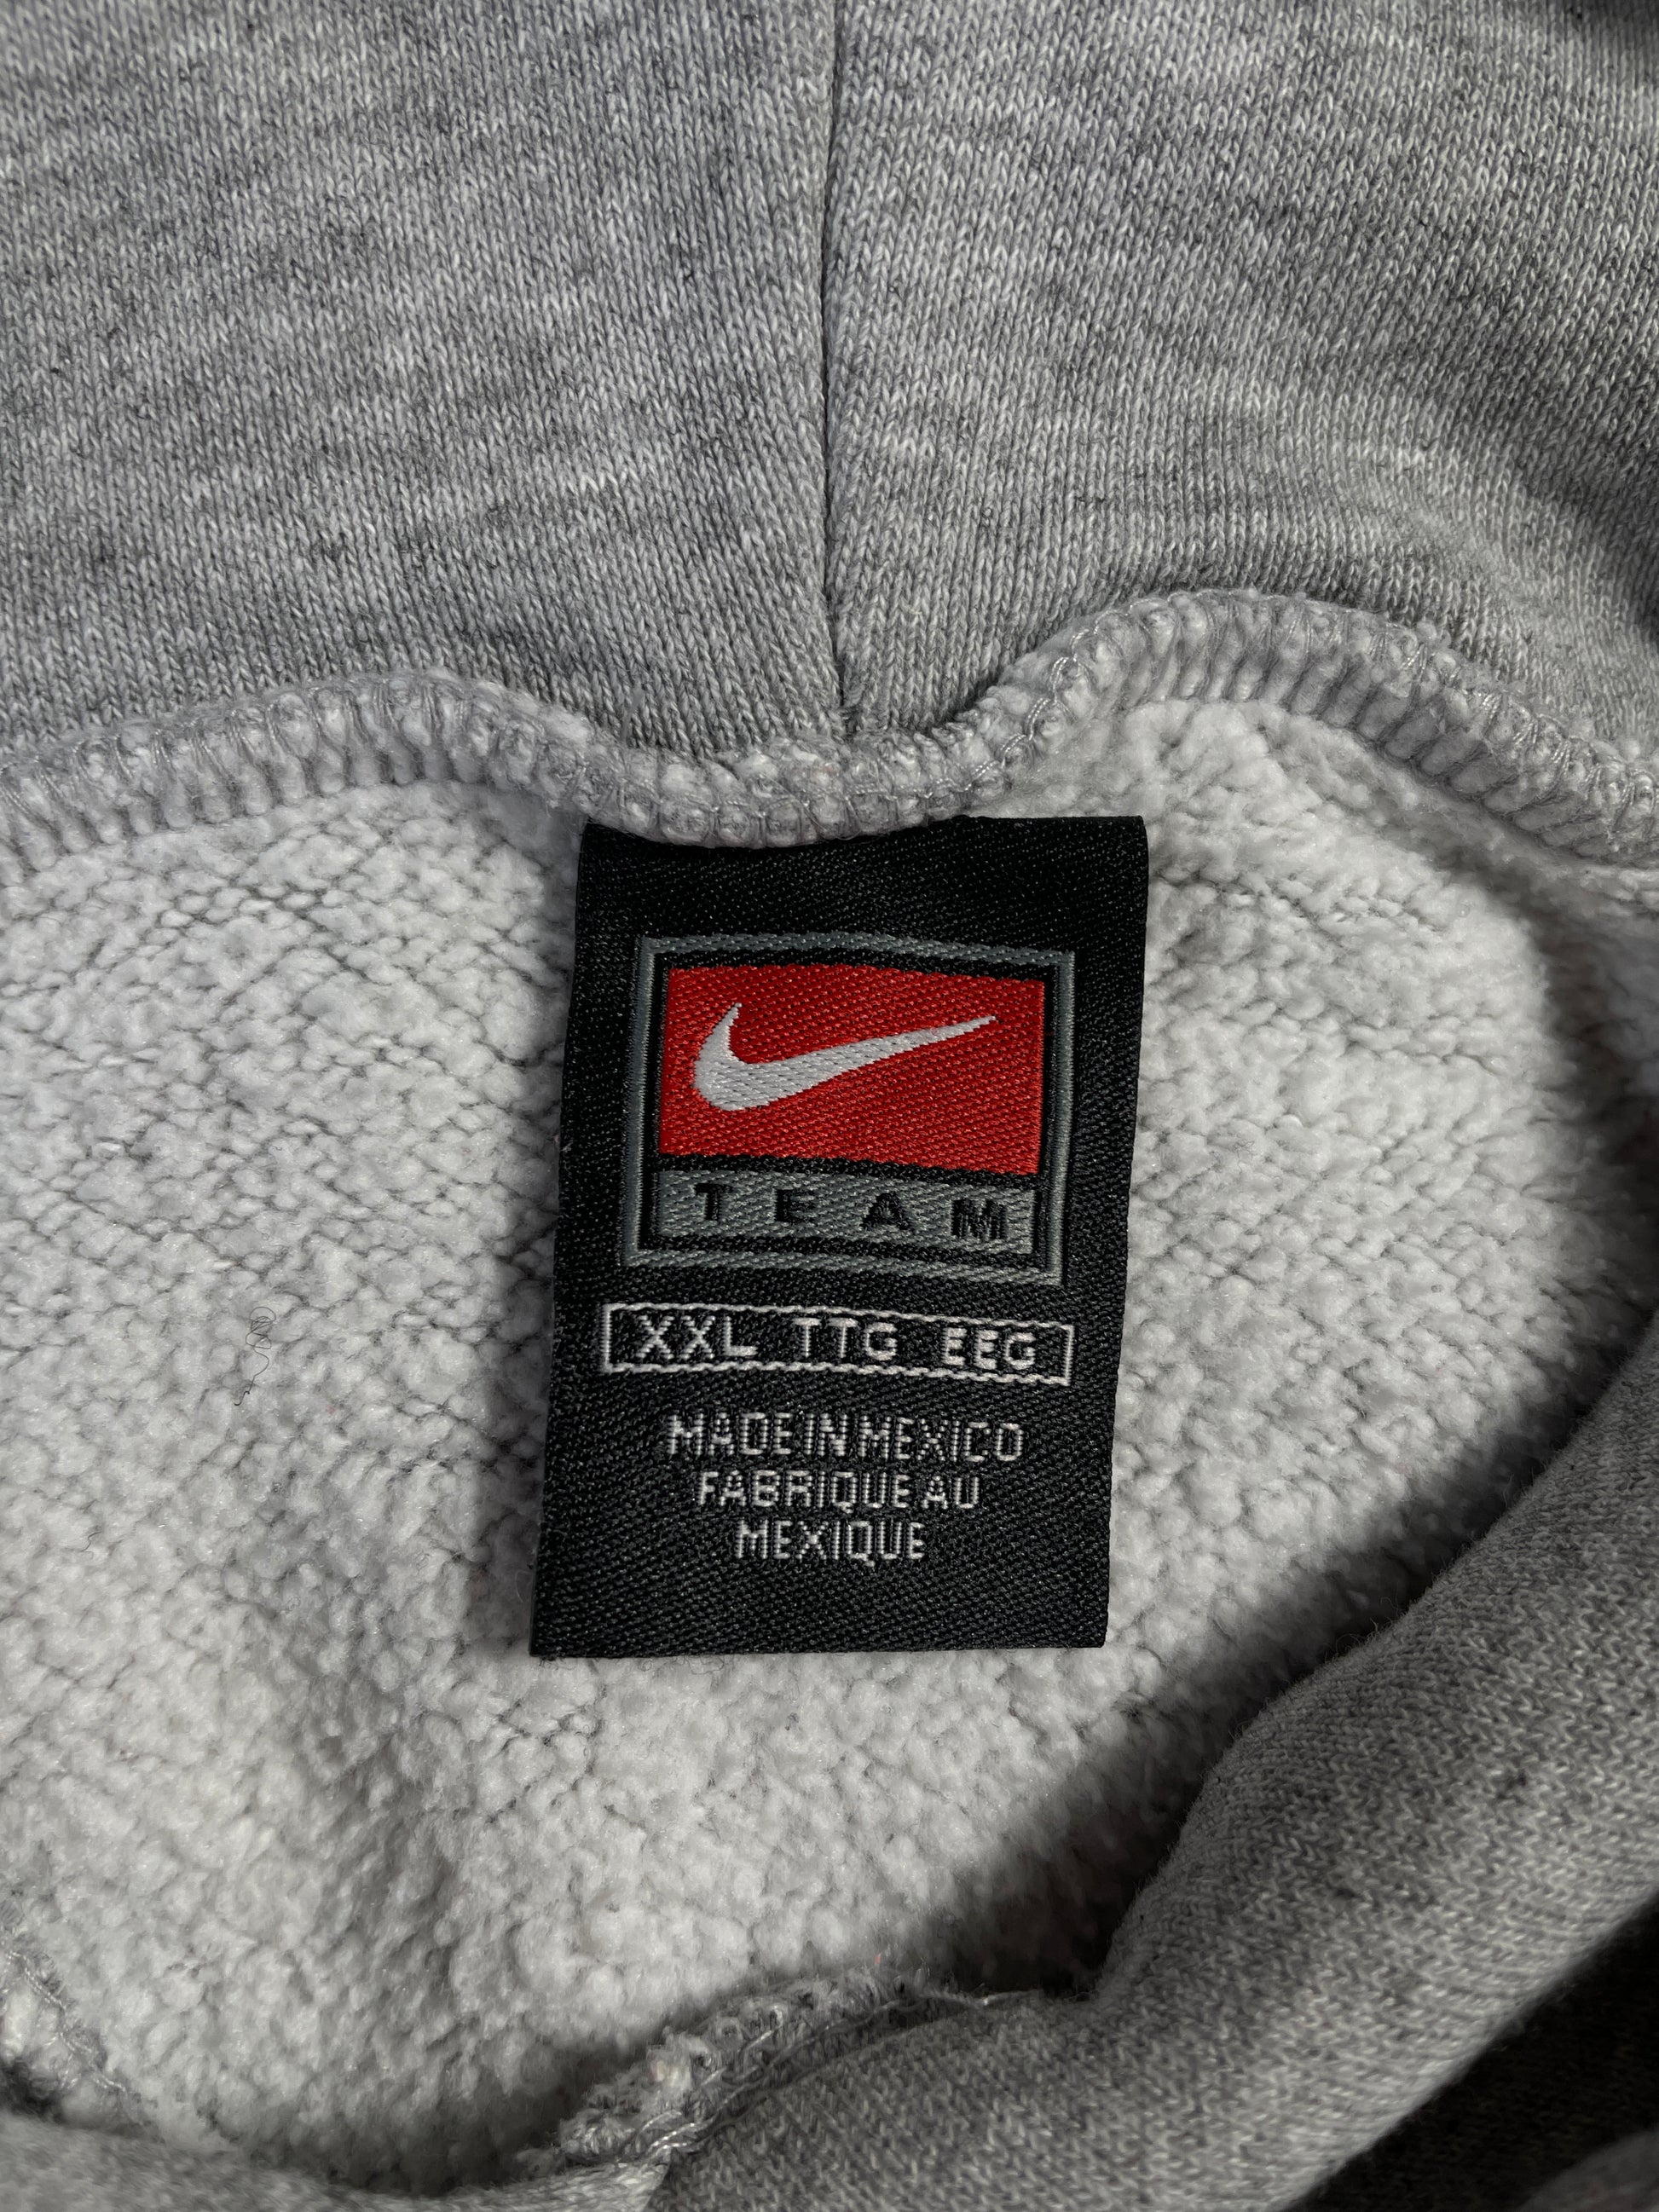 TEAM
XXL TTG EEG
MADE IN MEXICO
FABRIQUE AU
MEXIQUE